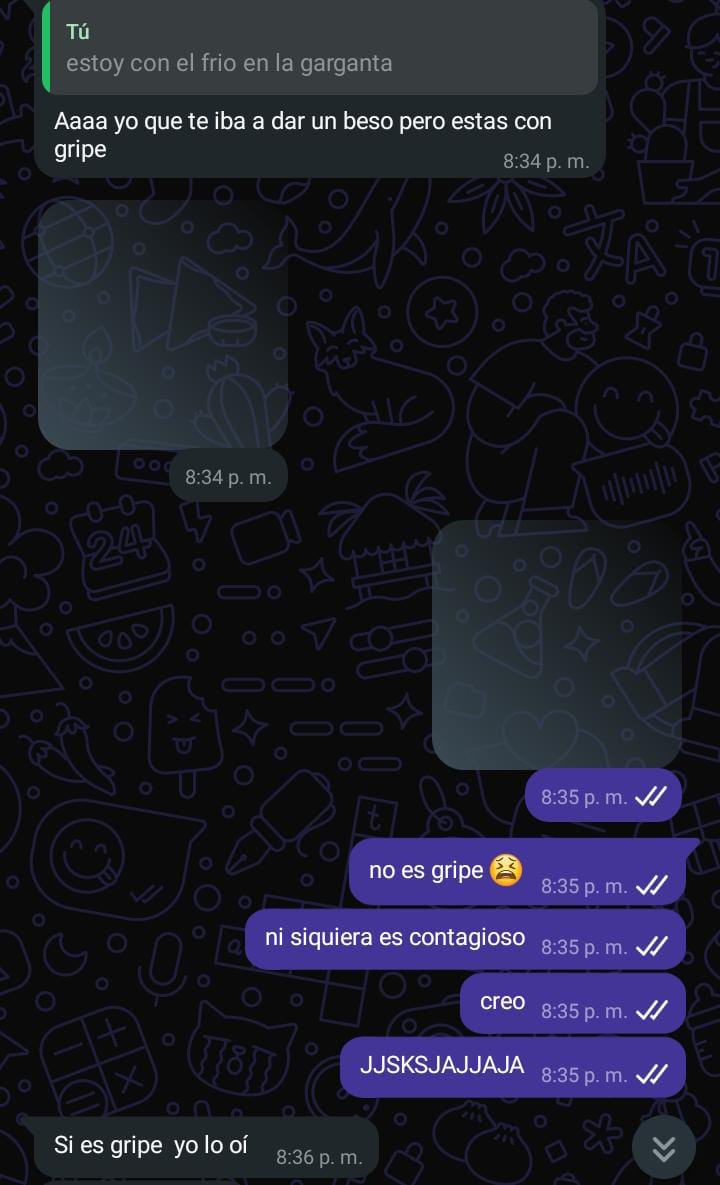 Tú
estoy con el frio en la garganta
Aaaa yo que te iba a dar un beso pero estas con
gripe
8:34 p. m.
8:34 p. m.
8:35 p. m.
no es gripe 😫 8:35 p. m.
ni siquiera es contagioso 8:35 p. m.
creo 8:35 p. m.
JJSKSJAJJAJA 8:35 p. m.
Si es gripe yo lo oí 8:36 p. m.